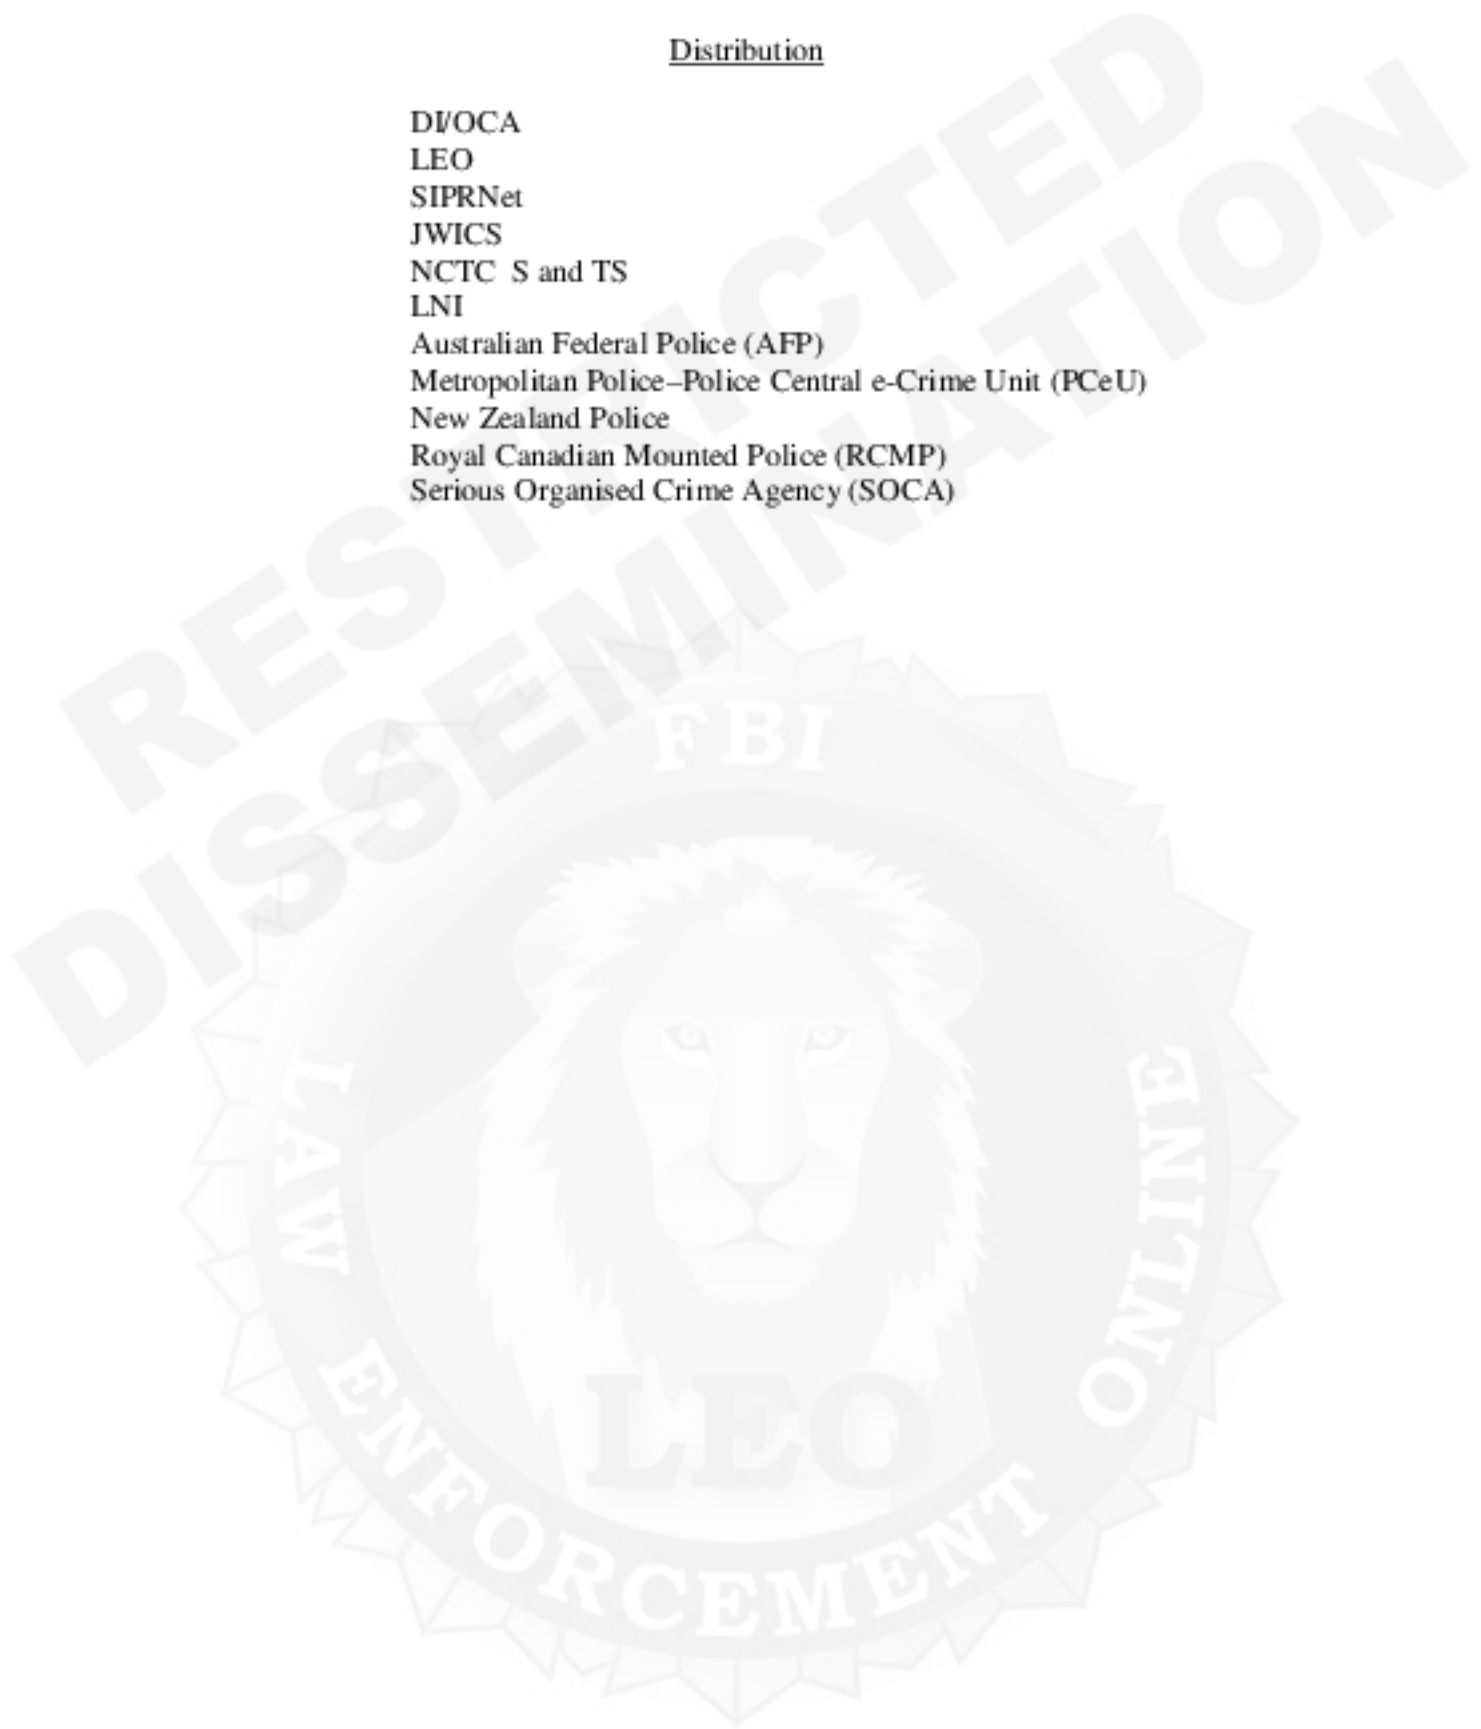 Distribution
DI/OCA
LEO
SIPRNet
JWICS
NCTC S and TS
LNI
Australian Federal Police (AFP)
Metropolitan Police–Police Central e-Crime Unit (PCeU)
New Zealand Police
Royal Canadian Mounted Police (RCMP)
Serious Organised Crime Agency (SOCA)
RESTRICTED
DISSEMINATION
FBI
LAW ENFORCEMENT ONLINE
LEO